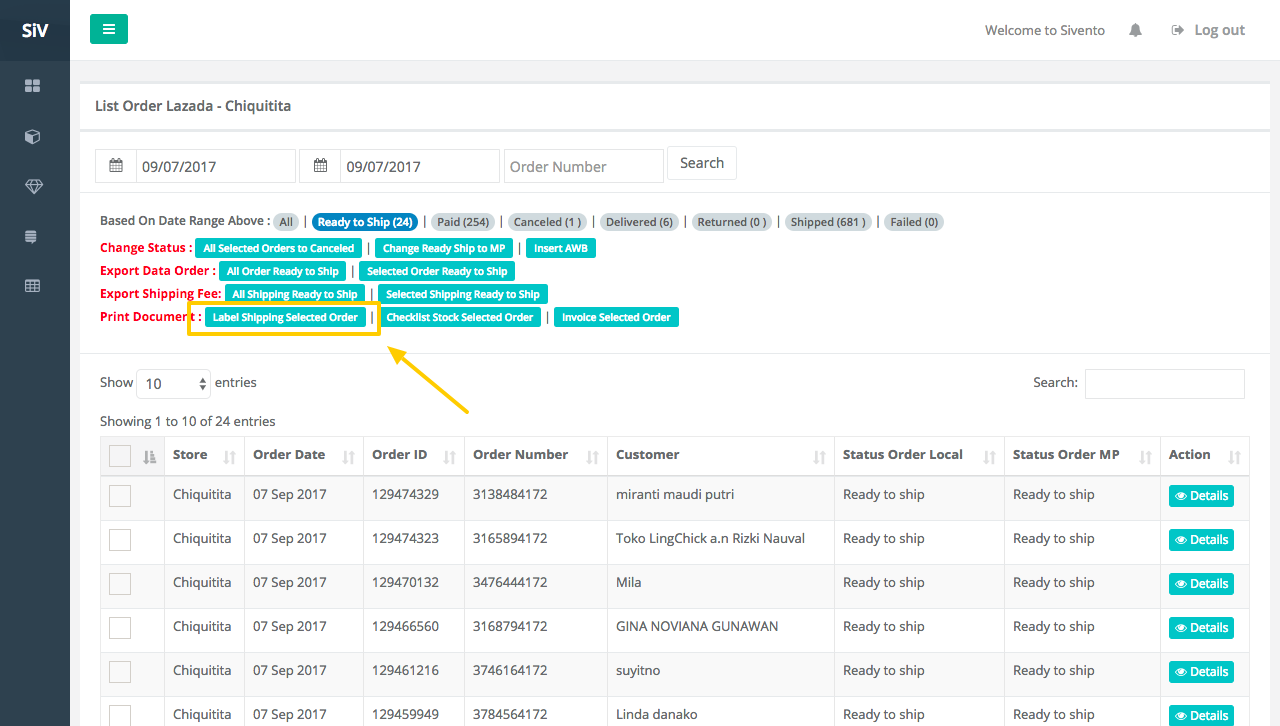 SiV
Welcome to Sivento Log out
List Order Lazada - Chiquitita
09/07/2017 09/07/2017 Order Number Search
Based On Date Range Above : All | Ready to Ship (24) | Paid (254) | Canceled (1 ) | Delivered (6) | Returned (0 ) | Shipped (681 ) | Failed (0)
Change Status : All Selected Orders to Canceled | Change Ready Ship to MP | Insert AWB
Export Data Order : All Order Ready to Ship | Selected Order Ready to Ship
Export Shipping Fee: All Shipping Ready to Ship | Selected Shipping Ready to Ship
Print Document : Label Shipping Selected Order | Checklist Stock Selected Order | Invoice Selected Order
Show 10 entries Search:
Showing 1 to 10 of 24 entries
Store Order Date Order ID Order Number Customer Status Order Local Status Order MP Action
Chiquitita 07 Sep 2017 129474329 3138484172 miranti maudi putri Ready to ship Ready to ship Details
Chiquitita 07 Sep 2017 129474323 3165894172 Toko LingChick a.n Rizki Nauval Ready to ship Ready to ship Details
Chiquitita 07 Sep 2017 129470132 3476444172 Mila Ready to ship Ready to ship Details
Chiquitita 07 Sep 2017 129466560 3168794172 GINA NOVIANA GUNAWAN Ready to ship Ready to ship Details
Chiquitita 07 Sep 2017 129461216 3746164172 suyitno Ready to ship Ready to ship Details
Chiquitita 07 Sep 2017 129459949 3784564172 Linda danako Ready to ship Ready to ship Details